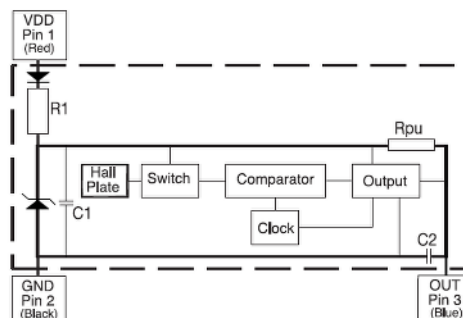 VDD
Pin 1
(Red)
R1
Rpu
Hall
Plate
Switch
Comparator
Output
C1
Clock
C2
GND
Pin 2
(Black)
OUT
Pin 3
(Blue)